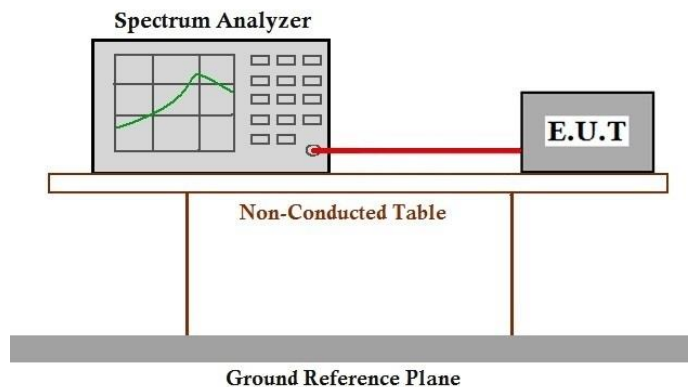 Spectrum Analyzer
E.U.T
Non-Conducted Table
Ground Reference Plane